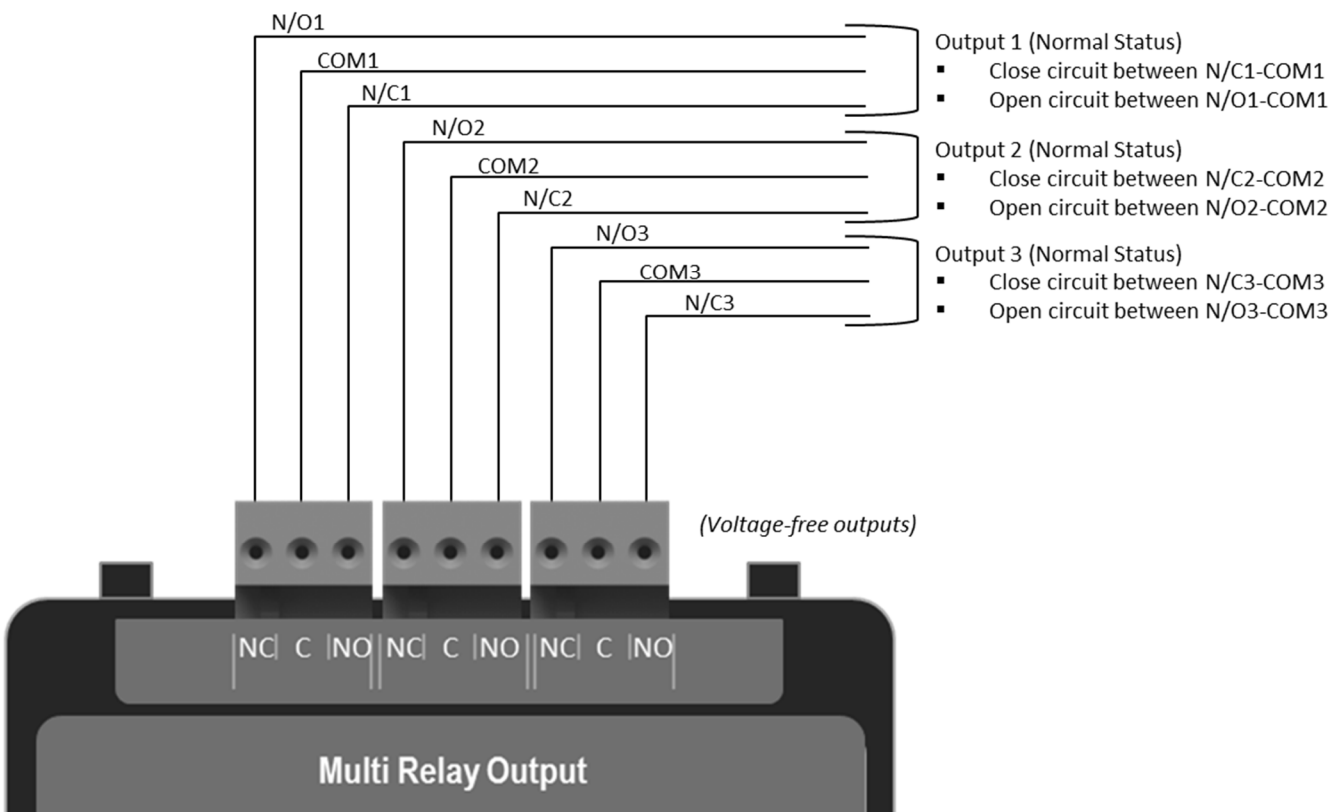 N/O1
COM1
N/C1
Output 1 (Normal Status)
▪ Close circuit between N/C1-COM1
▪ Open circuit between N/O1-COM1
N/O2
COM2
N/C2
Output 2 (Normal Status)
▪ Close circuit between N/C2-COM2
▪ Open circuit between N/O2-COM2
N/O3
COM3
N/C3
Output 3 (Normal Status)
▪ Close circuit between N/C3-COM3
▪ Open circuit between N/O3-COM3
(Voltage-free outputs)
NC C NO NC C NO NC C NO
Multi Relay Output